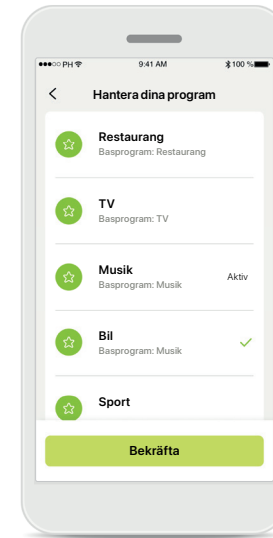 PH 9:41 AM 100 %
Hantera dina program
Restaurang
Basprogram: Restaurang
TV
Basprogram: TV
Musik
Basprogram: Musik
Aktiv
Bil
Basprogram: Musik
Sport
Bekräfta